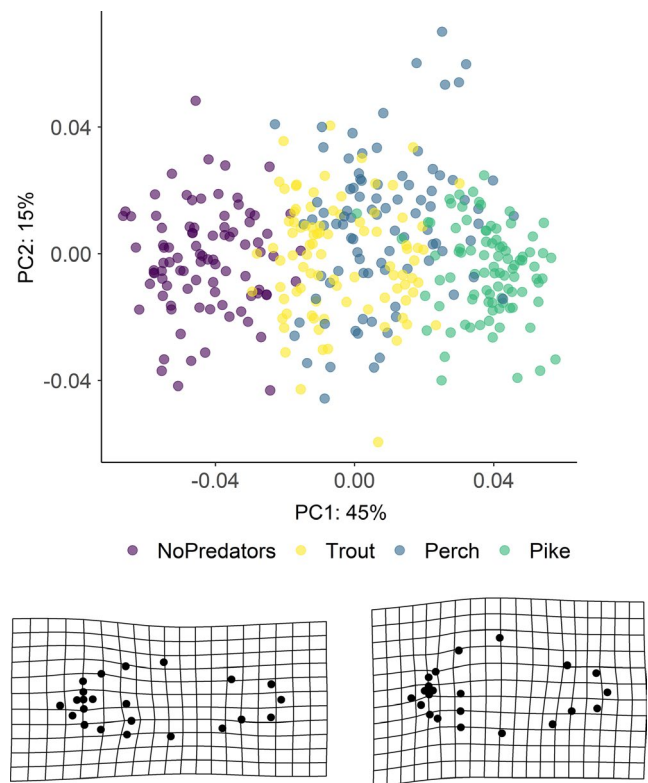 0.04
0.00
-0.04
PC2: 15%
-0.04 0.00 0.04
PC1: 45%
NoPredators Trout Perch Pike